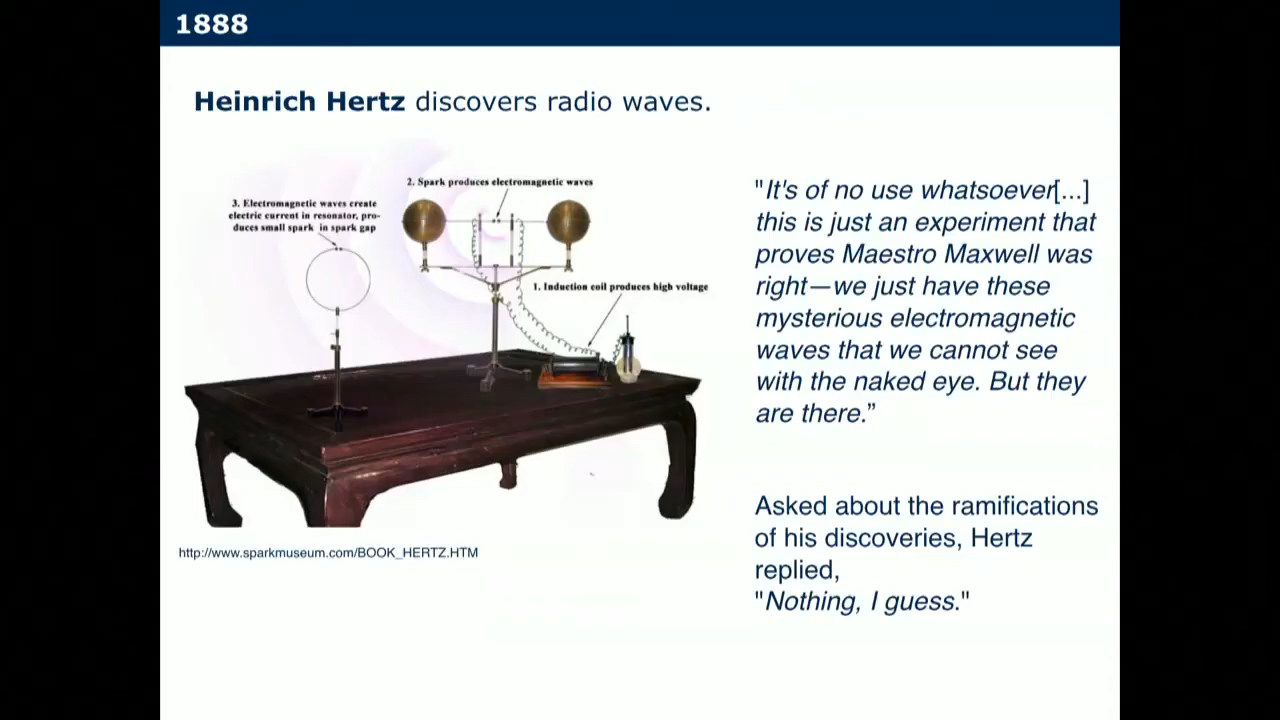 1888
Heinrich Hertz discovers radio waves.
2. Spark produces electromagnetic waves
3. Electromagnetic waves create
electric current in resonator, pro-
duces small spark in spark gap
1. Induction coil produces high voltage
http://www.sparkmuseum.com/BOOK_HERTZ.HTM
"It's of no use whatsoever[...]
this is just an experiment that
proves Maestro Maxwell was
right—we just have these
mysterious electromagnetic
waves that we cannot see
with the naked eye. But they
are there.”
Asked about the ramifications
of his discoveries, Hertz
replied,
"Nothing, I guess."